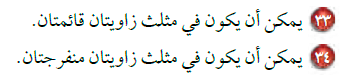 ٣٣ يمكن أن يكون في مثلث زاويتان قائمتان.
٣٤ يمكن أن يكون في مثلث زاويتان منفرجتان.